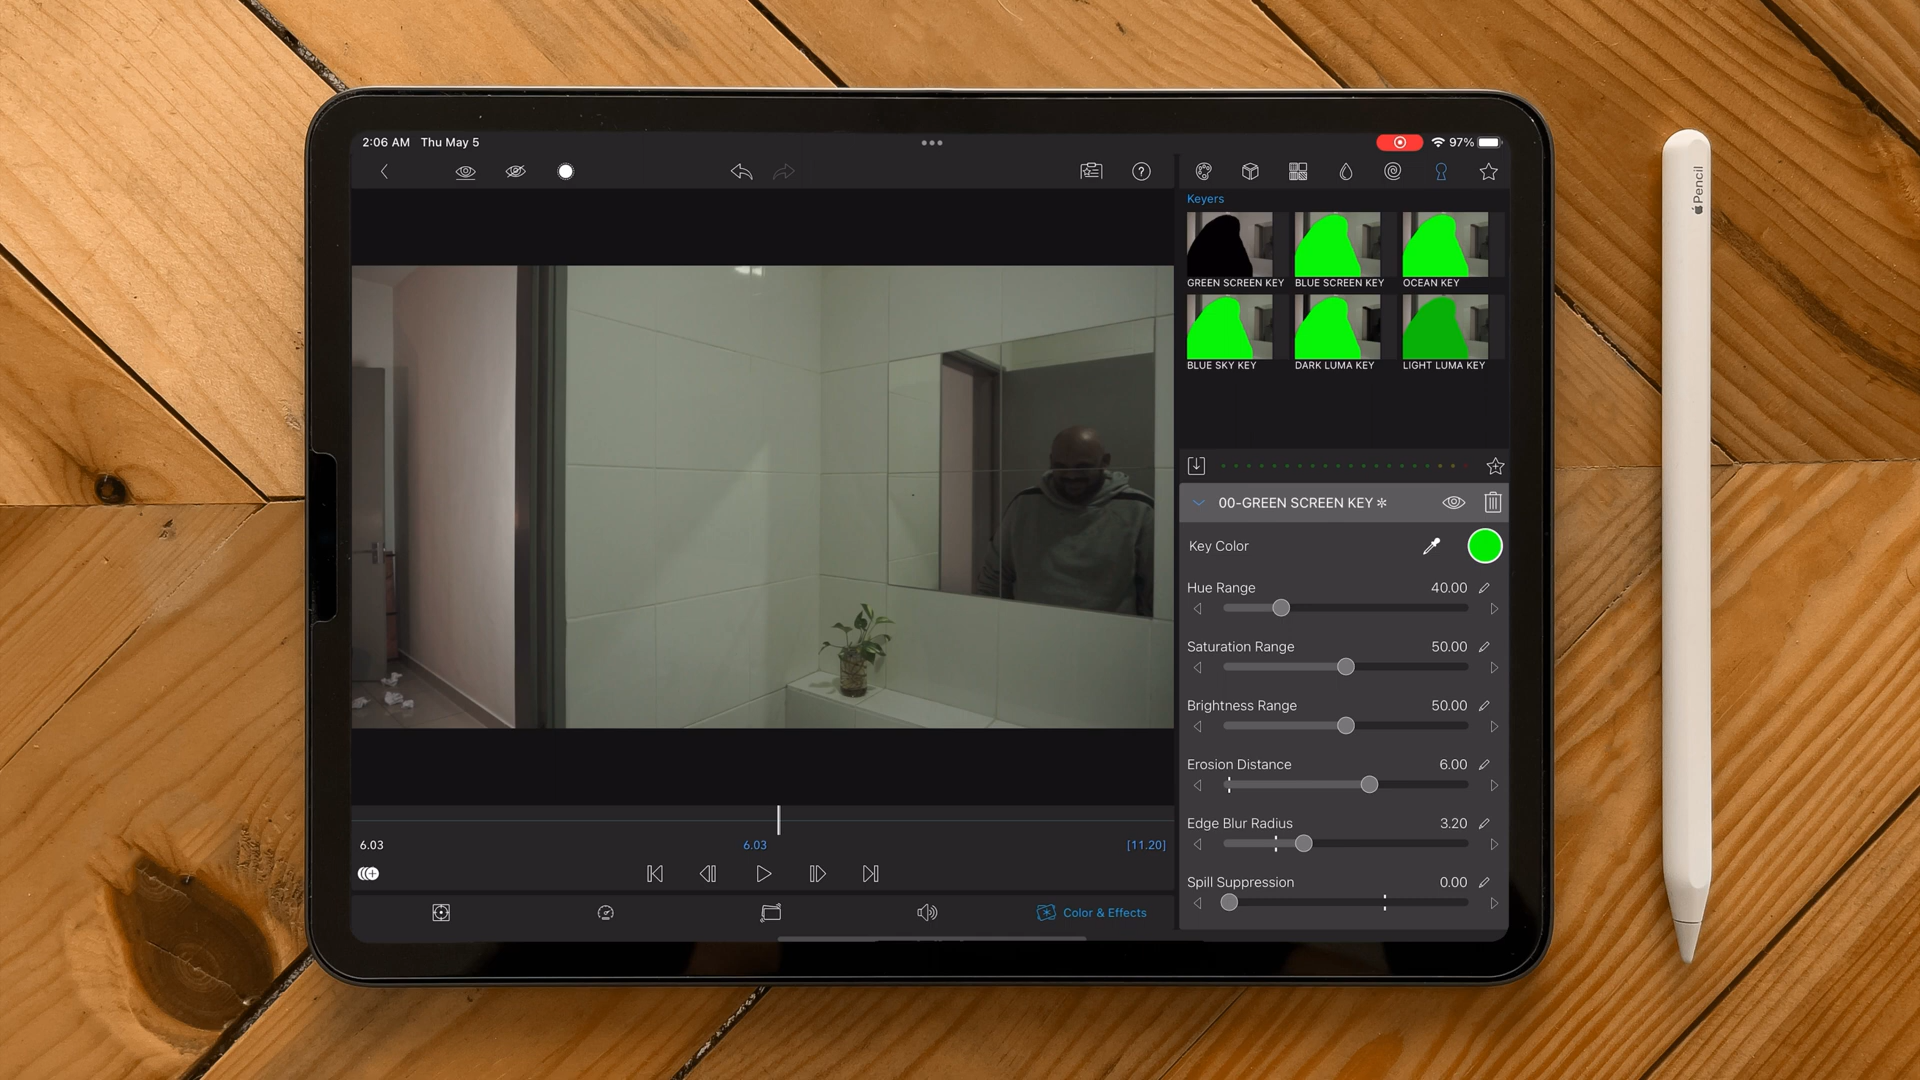 2:06 AM Thu May 5
97%
Keyers
GREEN SCREEN KEY BLUE SCREEN KEY OCEAN KEY
BLUE SKY KEY DARK LUMA KEY LIGHT LUMA KEY
00-GREEN SCREEN KEY *
Key Color
Hue Range 40.00
Saturation Range 50.00
Brightness Range 50.00
Erosion Distance 6.00
Edge Blur Radius 3.20
Spill Suppression 0.00
6.03 6.03 [11.20]
Color & Effects
Pencil